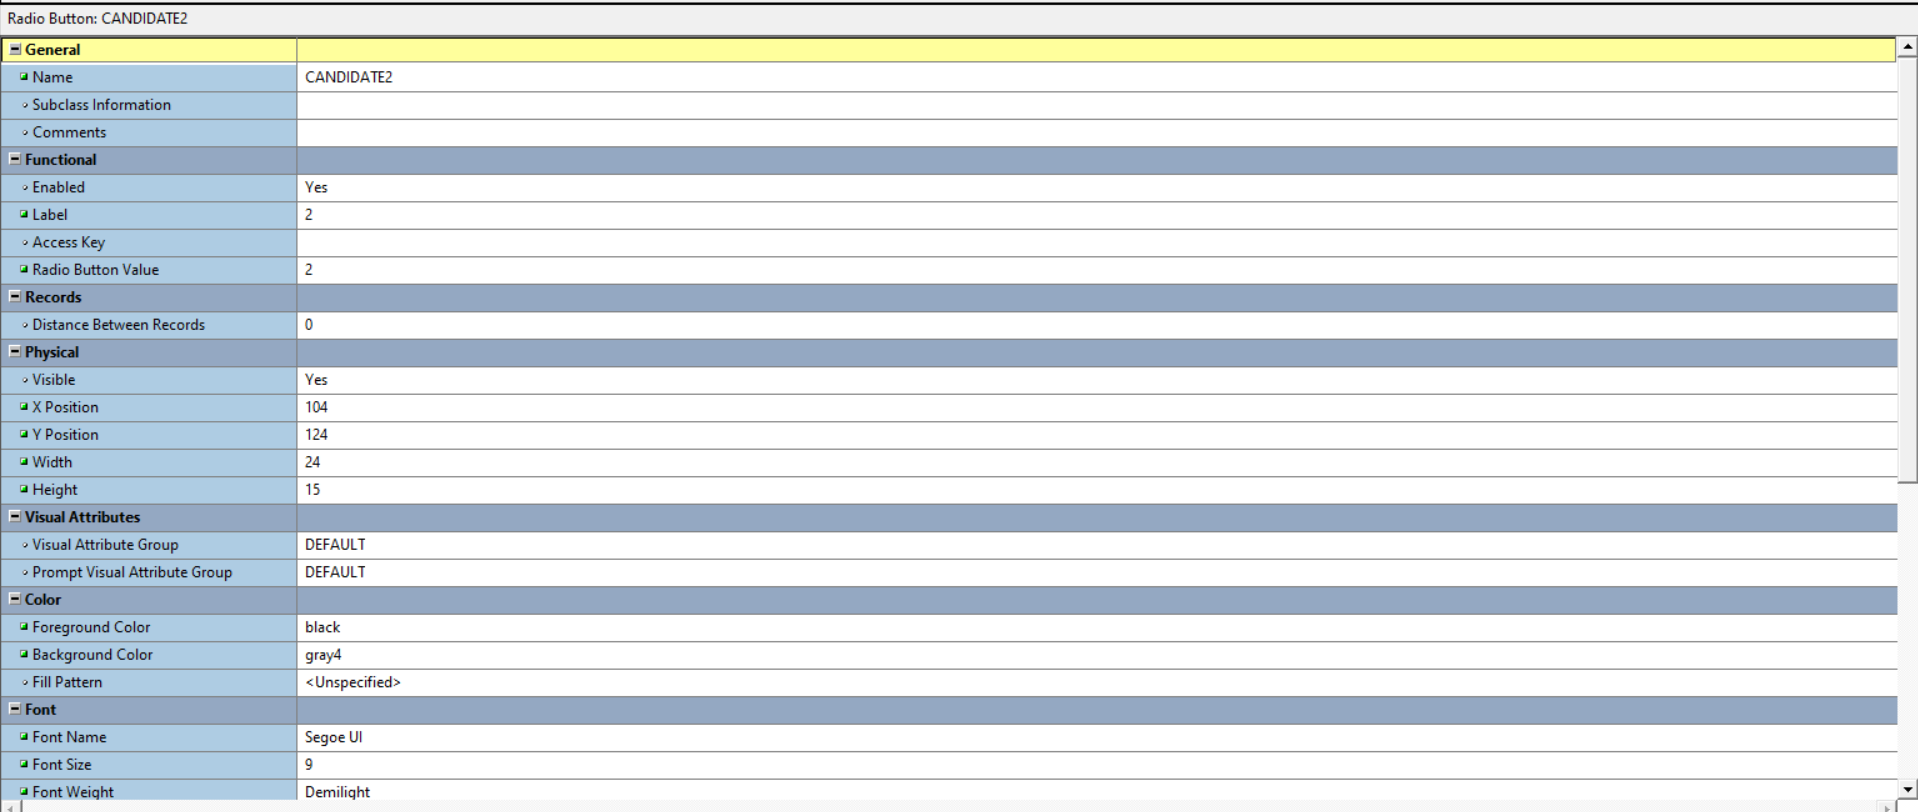 Radio Button: CANDIDATE2
General
Name CANDIDATE2
Subclass Information
Comments
Functional
Enabled Yes
Label 2
Access Key
Radio Button Value 2
Records
Distance Between Records 0
Physical
Visible Yes
X Position 104
Y Position 124
Width 24
Height 15
Visual Attributes
Visual Attribute Group DEFAULT
Prompt Visual Attribute Group DEFAULT
Color
Foreground Color black
Background Color gray4
Fill Pattern <Unspecified>
Font
Font Name Segoe UI
Font Size 9
Font Weight Demilight